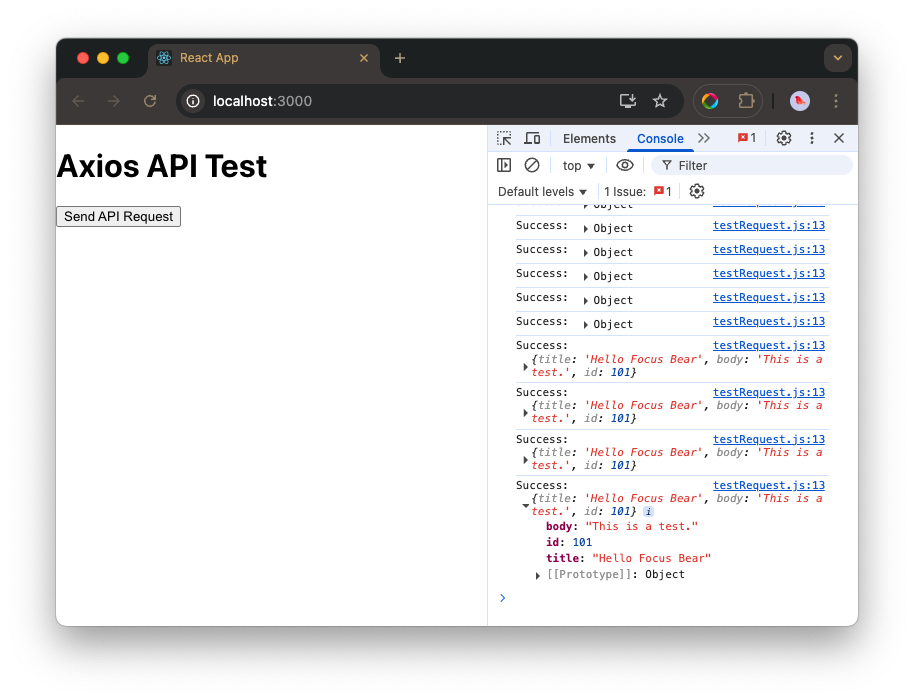 React App
localhost:3000
Elements
Console
1
top
Filter
Default levels
1 Issue:
1
Axios API Test
Send API Request
Object
Success:
Object
testRequest.js:13
Success:
Object
testRequest.js:13
Success:
Object
testRequest.js:13
Success:
Object
testRequest.js:13
Success:
Object
testRequest.js:13
Success:
testRequest.js:13
{title: 'Hello Focus Bear', body: 'This is a
test.', id: 101}
Success:
testRequest.js:13
{title: 'Hello Focus Bear', body: 'This is a
test.', id: 101}
Success:
testRequest.js:13
{title: 'Hello Focus Bear', body: 'This is a
test.', id: 101}
Success:
testRequest.js:13
{title: 'Hello Focus Bear', body: 'This is a
test.', id: 101} i
body: "This is a test."
id: 101
title: "Hello Focus Bear"
[[Prototype]]: Object